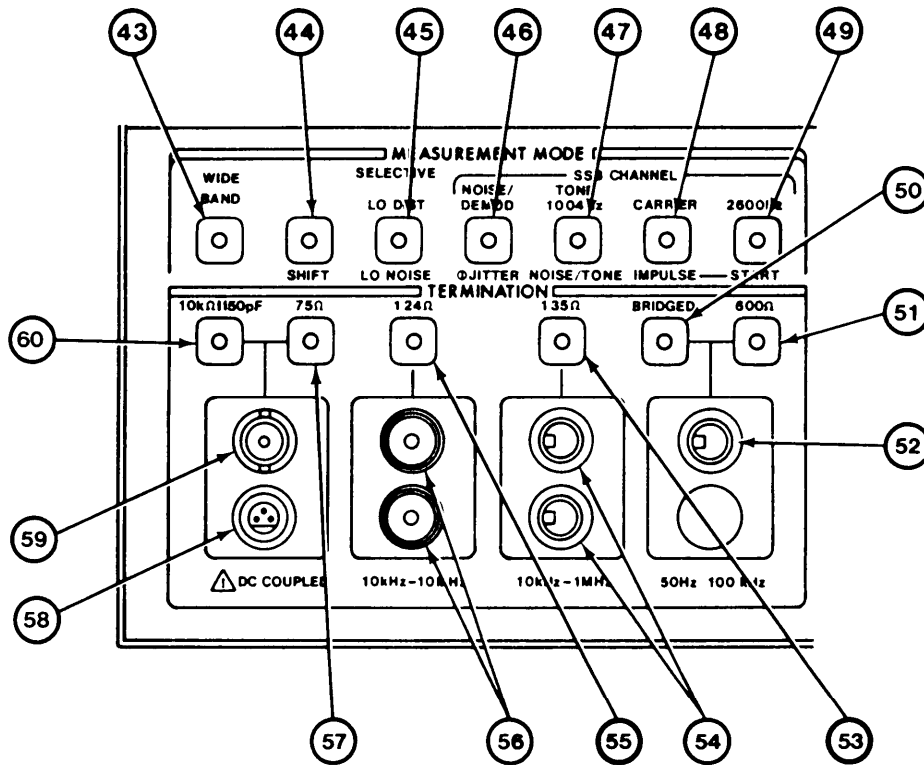 43 44 45 46 47 48 49
MEASUREMENT MODE
SELECTIVE
SSB CHANNEL
WIDE
BAND
LO DIST
NOISE/
DEMOD
TONE
1004Hz
CARRIER
2600Hz
50
SHIFT
LO NOISE
ΦJITTER
NOISE/TONE
IMPULSE
START
TERMINATION
10kΩ||50pF
75Ω
124Ω
135Ω
BRIDGED
600Ω
51
60
52
59
58
⚠ DC COUPLED
10kHz-10MHz
10kHz-1MHz
50Hz 100kHz
57 56 55 54 53